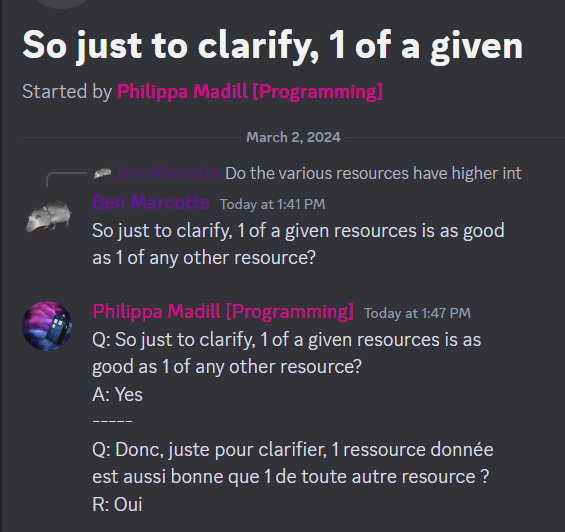 So just to clarify, 1 of a given
Started by Philippa Madill [Programming]
March 2, 2024
Ben Marcotte Do the various resources have higher int
Ben Marcotte Today at 1:41 PM
So just to clarify, 1 of a given resources is as good
as 1 of any other resource?
Philippa Madill [Programming] Today at 1:47 PM
Q: So just to clarify, 1 of a given resources is as
good as 1 of any other resource?
A: Yes
-----
Q: Donc, juste pour clarifier, 1 ressource donnée
est aussi bonne que 1 de toute autre resource ?
R: Oui